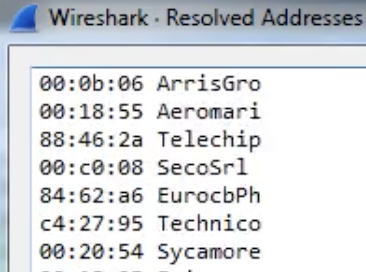 Wireshark · Resolved Addresses
00:0b:06 ArrisGro
00:18:55 Aeromari
88:46:2a Telechip
00:c0:08 SecoSrl
84:62:a6 EurocbPh
c4:27:95 Technico
00:20:54 Sycamore